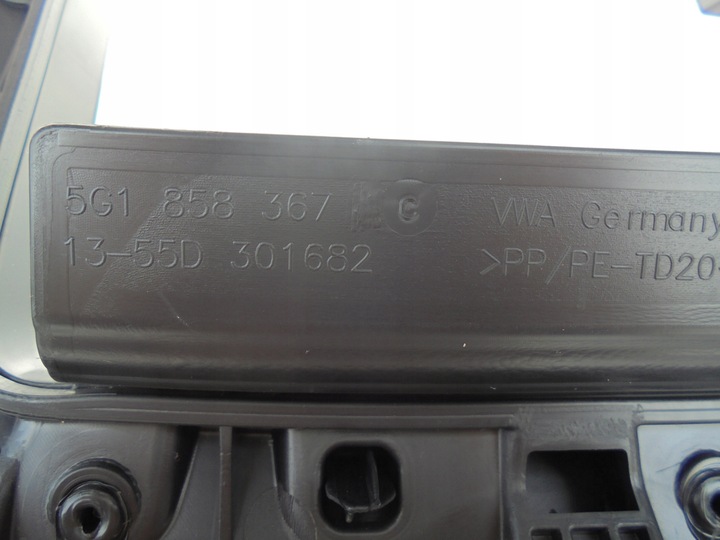 5G1 858 367 C VWA Germany
13-55D 301682 >PP/PE-TD20